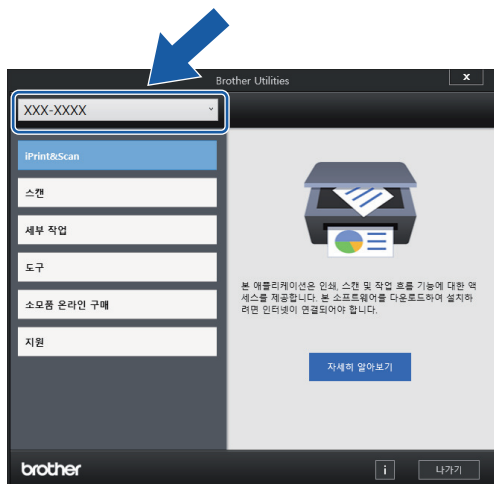 Brother Utilities
x
XXX-XXXX
iPrint&Scan
스캔
세부 작업
도구
소모품 온라인 구매
지원
본 애플리케이션은 인쇄, 스캔 및 작업 흐름 기능에 대한 액
세스를 제공합니다. 본 소프트웨어를 다운로드하여 설치하
려면 인터넷이 연결되어야 합니다.
자세히 알아보기
brother
i
나가기